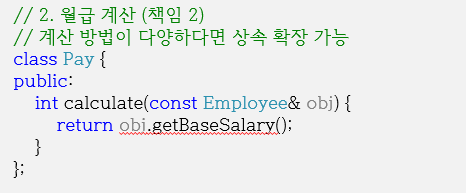 // 2. 월급 계산 (책임 2)
// 계산 방법이 다양하다면 상속 확장 가능
class Pay {
public:
    int calculate(const Employee& obj) {
        return obj.getBaseSalary();
    }
};